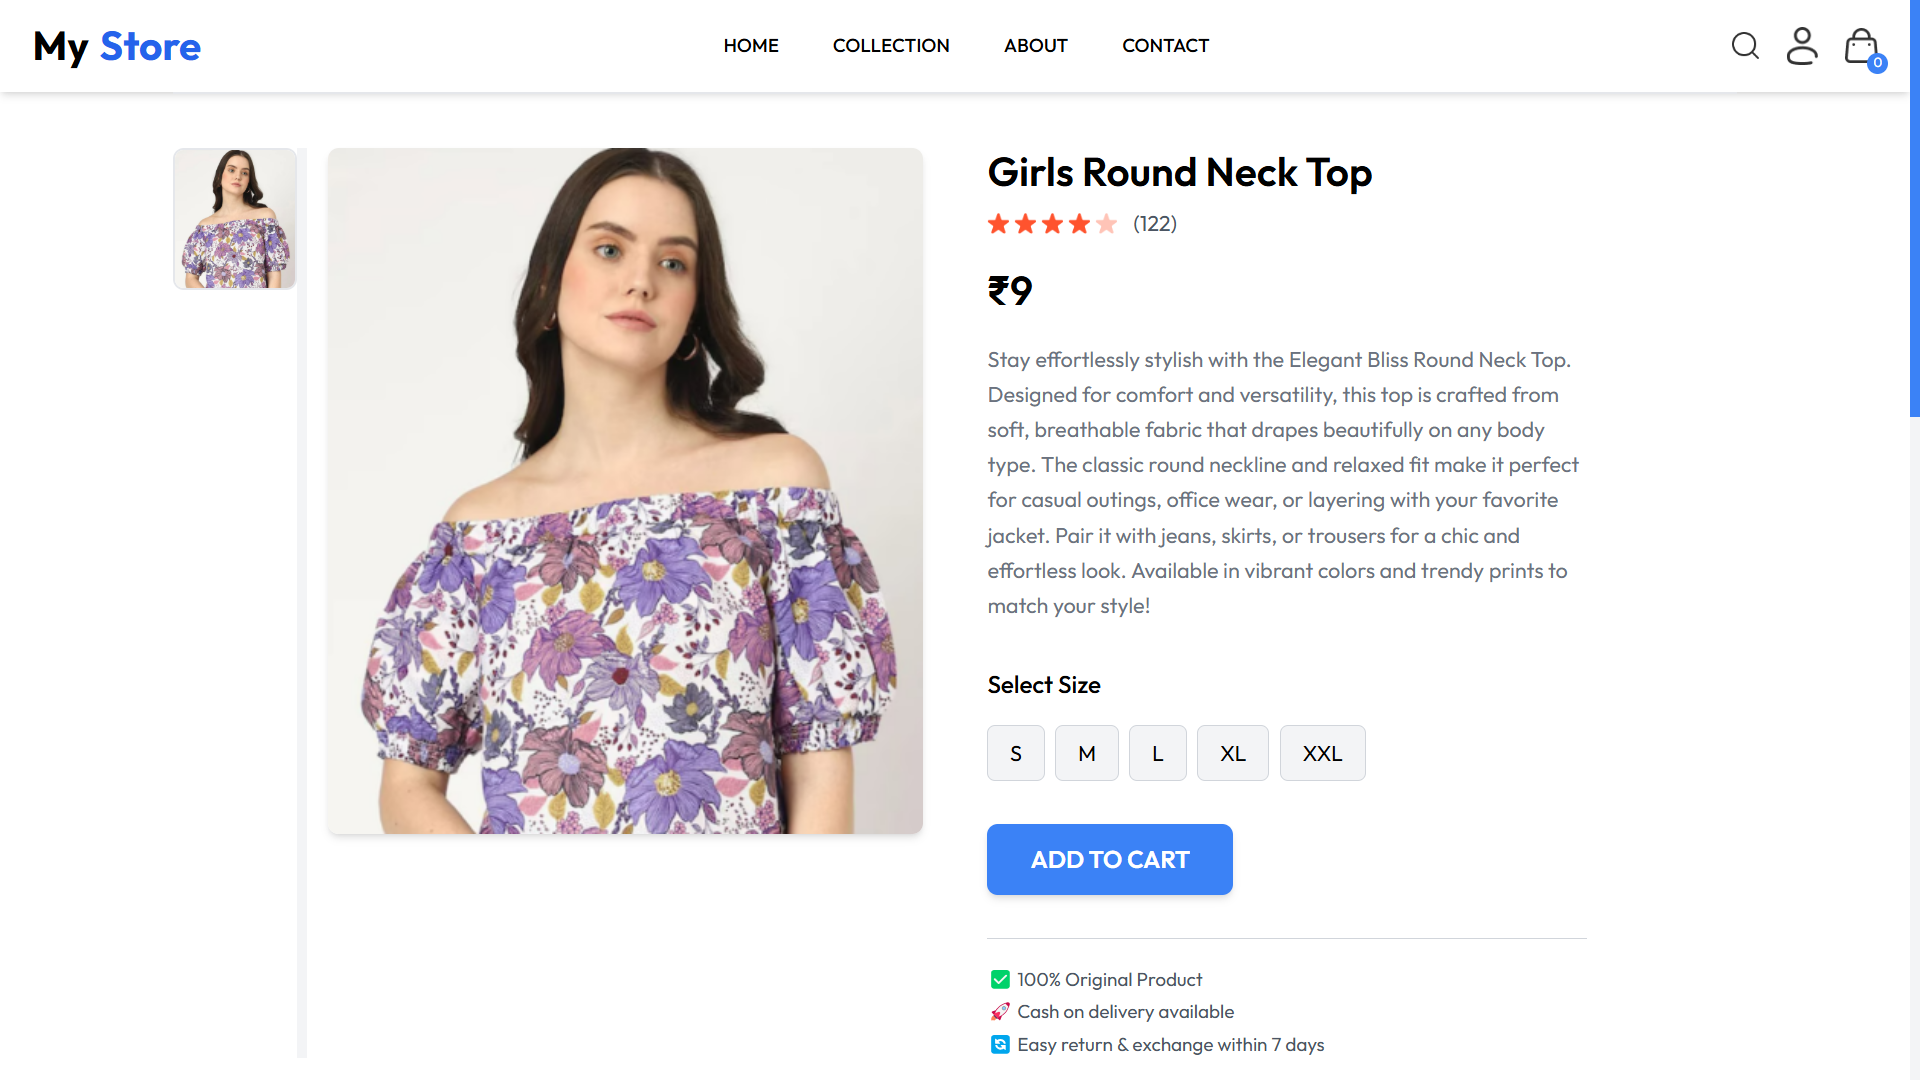 My Store
HOME
COLLECTION
ABOUT
CONTACT
0
Girls Round Neck Top
(122)
₹9
Stay effortlessly stylish with the Elegant Bliss Round Neck Top.
Designed for comfort and versatility, this top is crafted from
soft, breathable fabric that drapes beautifully on any body
type. The classic round neckline and relaxed fit make it perfect
for casual outings, office wear, or layering with your favorite
jacket. Pair it with jeans, skirts, or trousers for a chic and
effortless look. Available in vibrant colors and trendy prints to
match your style!
Select Size
S
M
L
XL
XXL
ADD TO CART
✅ 100% Original Product
🚀 Cash on delivery available
🔄 Easy return & exchange within 7 days